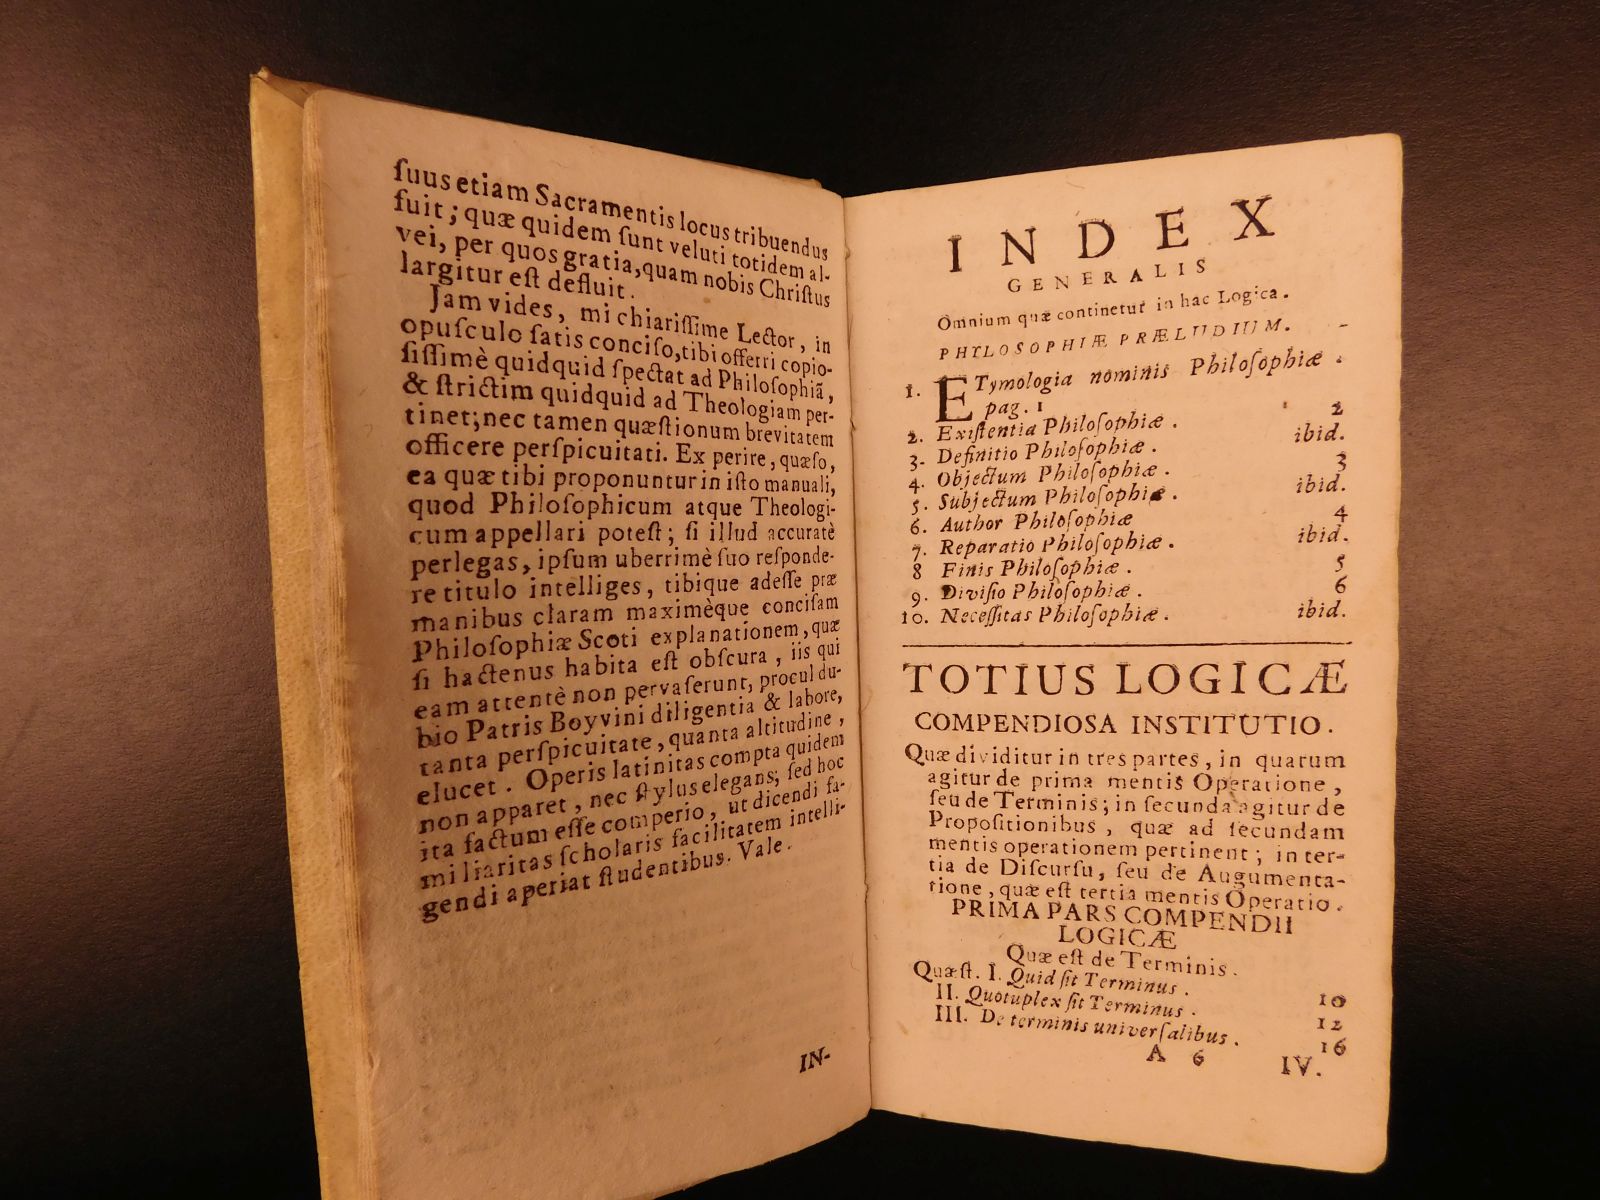 ſuus etiam Sacramentis locus tribuendus
fuit; quæ quidem ſunt veluti totidem al-
vei, per quos gratia, quam nobis Chriſtus
largitur eſt defluit.
Jam vides, mi chiariſſime Lector, in
opuſculo ſatis conciſo, tibi offerri copio-
ſiſſimè quidquid ſpectat ad Philoſophiã,
& ſtrictim quidquid ad Theologiam per-
tinet; nec tamen quæſtionum brevitatem
officere perſpicuitati. Ex perire, quæſo,
ea quæ tibi proponuntur in iſto manuali,
quod Philoſophicum atque Theologi-
cum appellari poteſt; ſi illud accuratè
perlegas, ipſum uberrimè ſuo reſponde-
re titulo intelliges, tibique adeſſe præ
manibus claram maximèque conciſam
Philoſophiæ Scoti explanationem, quæ
ſi hactenus habita eſt obſcura, iis qui
eam attentè non pervaſerunt, procul du-
bio Patris Boyvini diligentia & labore,
tanta perſpicuitate, quanta altitudine,
elucet. Operis latinitas compta quidem
non apparet, nec ſtylus elegans; ſed hoc
ita factum eſſe comperio, ut dicendi fa-
miliaritas ſcholaris facilitatem intelli-
gendi aperiat ſtudentibus. Vale.
IN-
INDEX
GENERALIS
Omnium quæ continetur in hac Logica.
PHILOSOPHIÆ PRÆLUDIUM.
1. ETymologia nominis Philoſophiæ.
pag. 1
2. Exiſtentia Philoſophiæ. 2
3. Definitio Philoſophiæ. ibid.
4. Objectum Philoſophiæ. 3
5. Subjectum Philoſophiæ. ibid.
6. Author Philoſophiæ 4
7. Reparatio Philoſophiæ. ibid.
8 Finis Philoſophiæ. 5
9. Diviſio Philoſophiæ. 6
10. Neceſſitas Philoſophiæ. ibid.
TOTIUS LOGICÆ
COMPENDIOSA INSTITUTIO.
Quæ dividitur in tres partes, in quarum
agitur de prima mentis Operatione,
ſeu de Terminis; in ſecunda agitur de
Propoſitionibus, quæ ad ſecundam
mentis operationem pertinent; in ter-
tia de Diſcurſu, ſeu de Augumenta-
tione, quæ eſt tertia mentis Operatio.
PRIMA PARS COMPENDII
LOGICÆ
Quæ eſt de Terminis.
Quæſt. I. Quid ſit Terminus. 10
II. Quotuplex ſit Terminus. 12
III. De terminis univerſalibus. 16
A 6 IV.